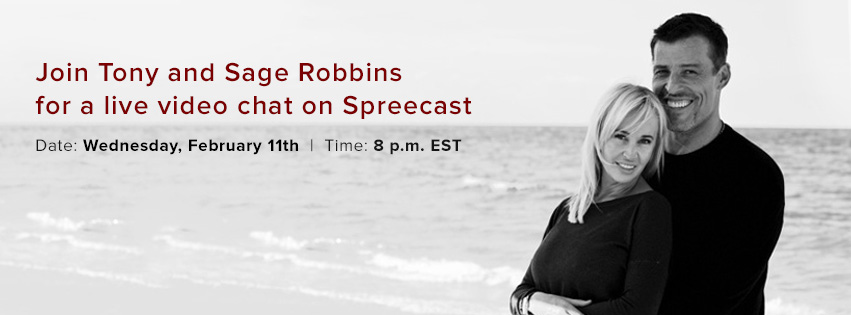 Join Tony and Sage Robbins
for a live video chat on Spreecast
Date: Wednesday, February 11th | Time: 8 p.m. EST